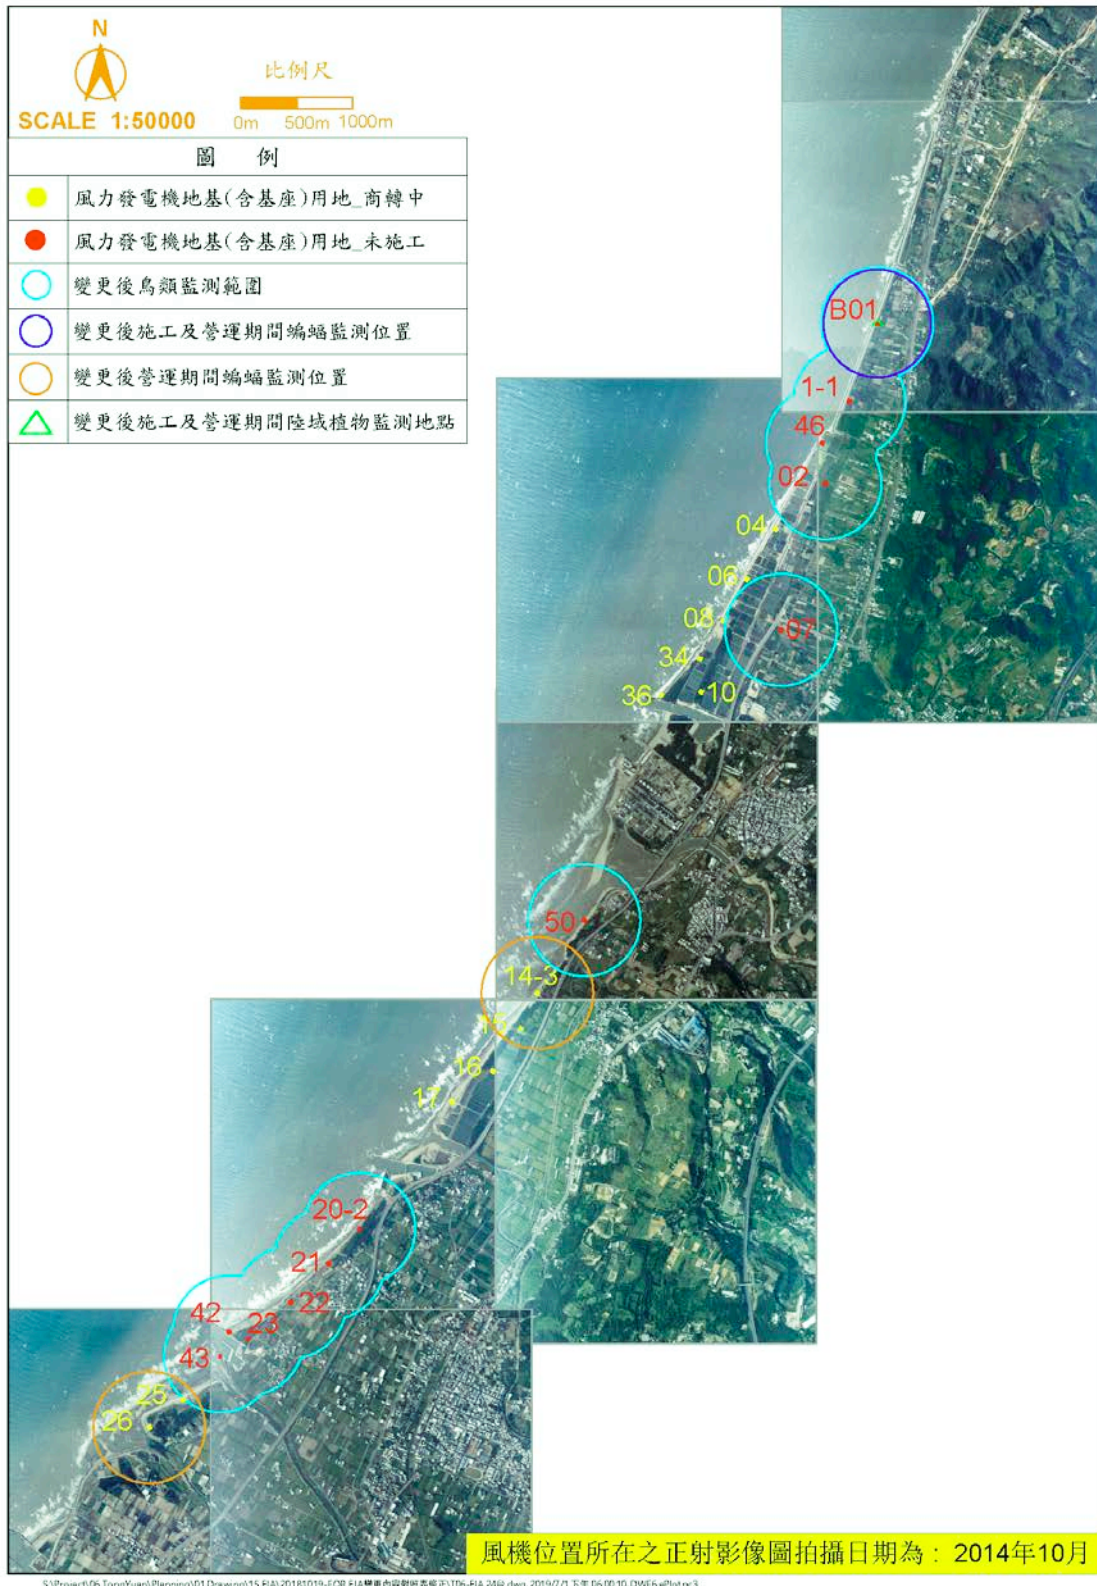 N
比例尺
SCALE 1:50000
0m 500m 1000m
圖 例
風力發電機地基(含基座)用地_商轉中
風力發電機地基(含基座)用地_未施工
變更後鳥類監測範圍
變更後施工及營運期間蝙蝠監測位置
變更後營運期間蝙蝠監測位置
變更後施工及營運期間陸域植物監測地點
B01
1-1
46
02
04
06
08
07
34
10
36
50
14-3
15
16
17
20-2
21
22
42
23
43
25
26
風機位置所在之正射影像圖拍攝日期為：2014年10月